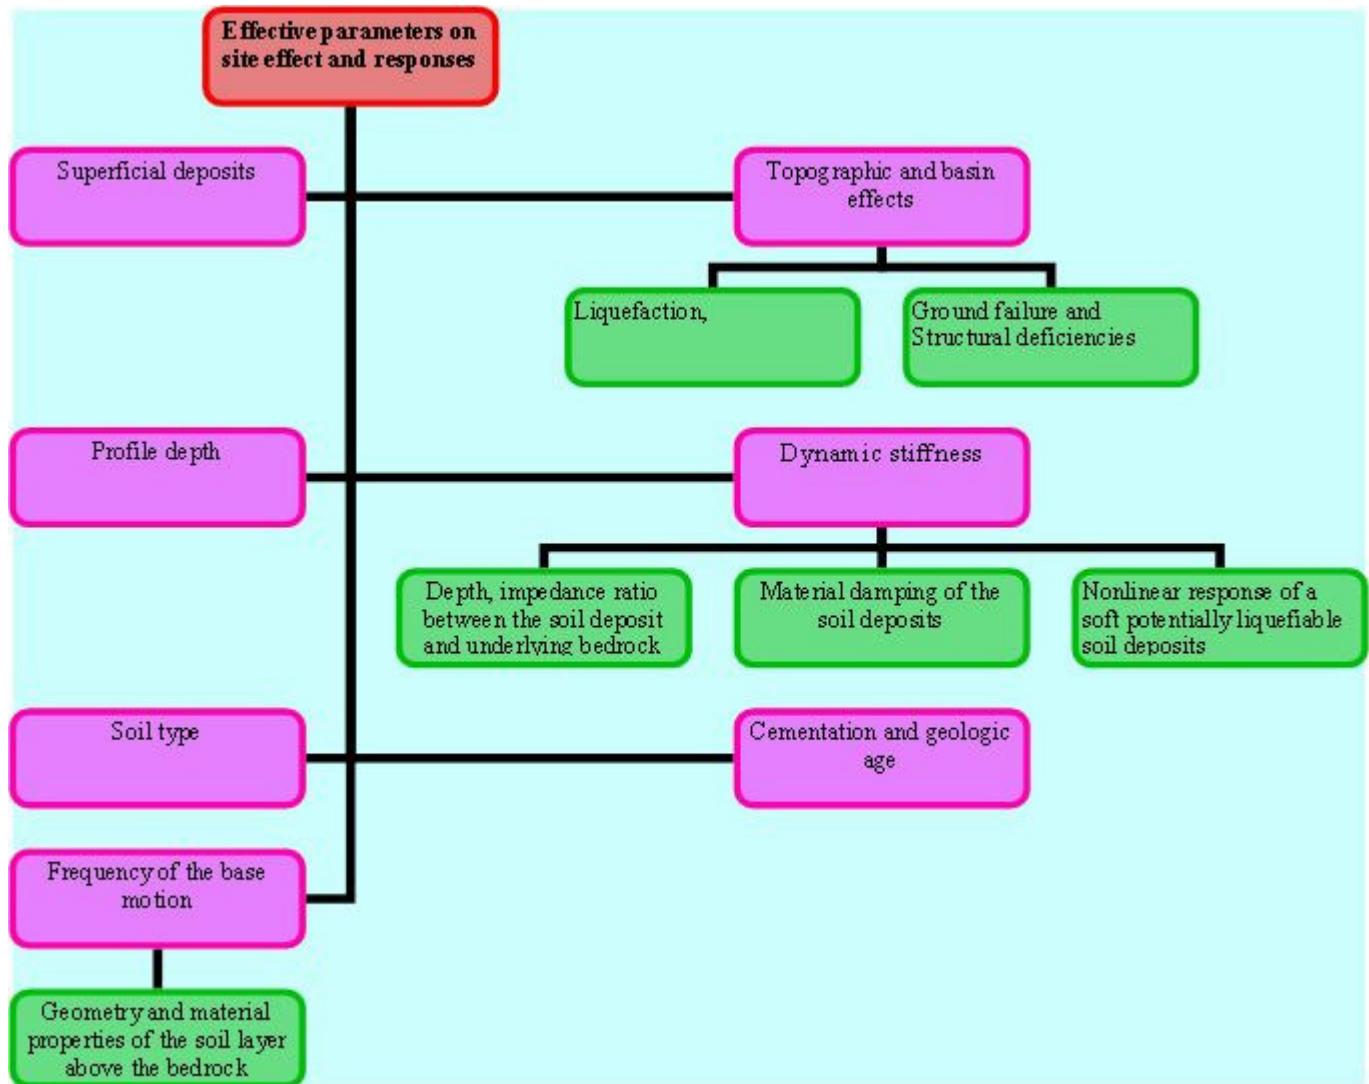 Effective parameters on
site effect and responses
Superficial deposits
Topographic and basin
effects
Liquefaction,
Ground failure and
Structural deficiencies
Profile depth
Dynamic stiffness
Depth, impedance ratio
between the soil deposit
and underlying bedrock
Material damping of the
soil deposits
Nonlinear response of a
soft potentially liquefiable
soil deposits
Soil type
Cementation and geologic
age
Frequency of the base
motion
Geometry and material
properties of the soil layer
above the bedrock